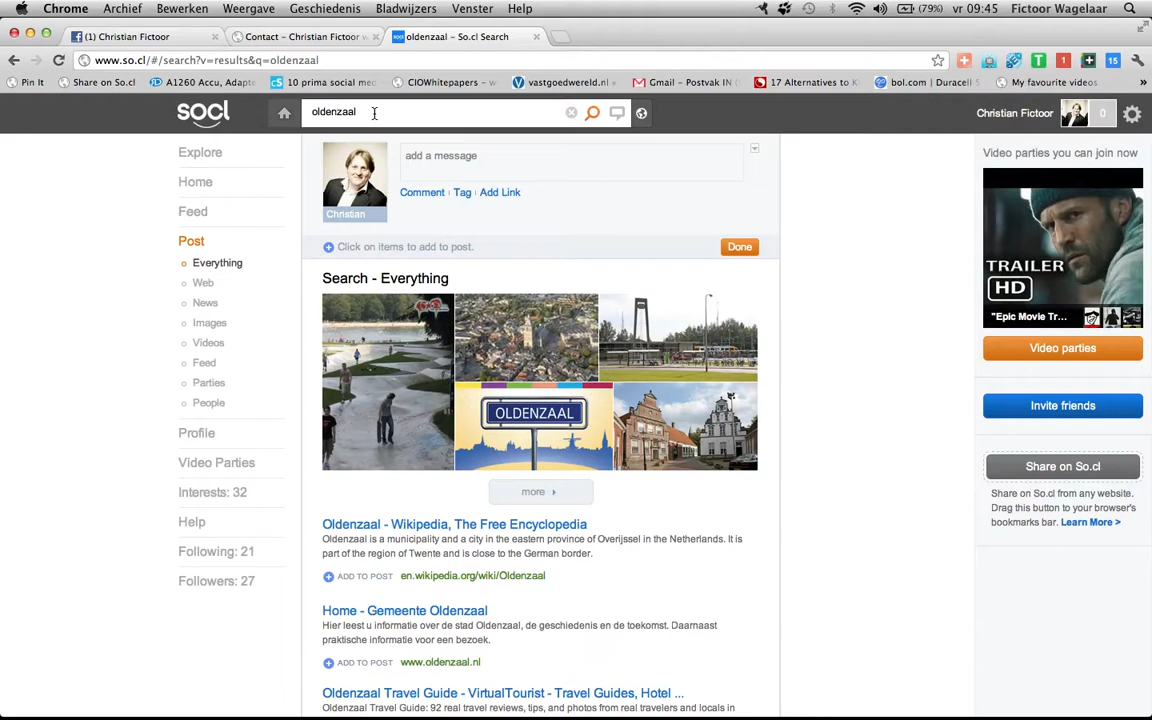 Chrome Archief Bewerken Weergave Geschiedenis Bladwijzers Venster Help (79%) vr 09:45 Fictoor Wagelaar
(1) Christian Fictoor Contact – Christian Fictoor w oldenzaal - So.cl Search
www.so.cl/#/search?v=results&q=oldenzaal
Pin It Share on So.cl A1260 Accu, Adapte 10 prima social med CIOWhitepapers – w vastgoedwereld.nl Gmail – Postvak IN 17 Alternatives to K bol.com | Duracell My favourite videos »
socl oldenzaal Christian Fictoor 0
Explore
Home
Feed
Post
Everything
Web
News
Images
Videos
Feed
Parties
People
Profile
Video Parties
Interests: 32
Help
Following: 21
Followers: 27
Christian
add a message
Comment Tag Add Link
Click on items to add to post. Done
Search - Everything
OLDENZAAL
more
Oldenzaal - Wikipedia, The Free Encyclopedia
Oldenzaal is a municipality and a city in the eastern province of Overijssel in the Netherlands. It is
part of the region of Twente and is close to the German border.
ADD TO POST en.wikipedia.org/wiki/Oldenzaal
Home - Gemeente Oldenzaal
Hier leest u informatie over de stad Oldenzaal, de geschiedenis en de toekomst. Daarnaast
praktische informatie voor een bezoek.
ADD TO POST www.oldenzaal.nl
Oldenzaal Travel Guide - VirtualTourist - Travel Guides, Hotel ...
Oldenzaal Travel Guide: 92 real travel reviews, tips, and photos from real travelers and locals in
Video parties you can join now
TRAILER
HD
"Epic Movie Tr...
Video parties
Invite friends
Share on So.cl
Share on So.cl from any website.
Drag this button to your browser's
bookmarks bar. Learn More >